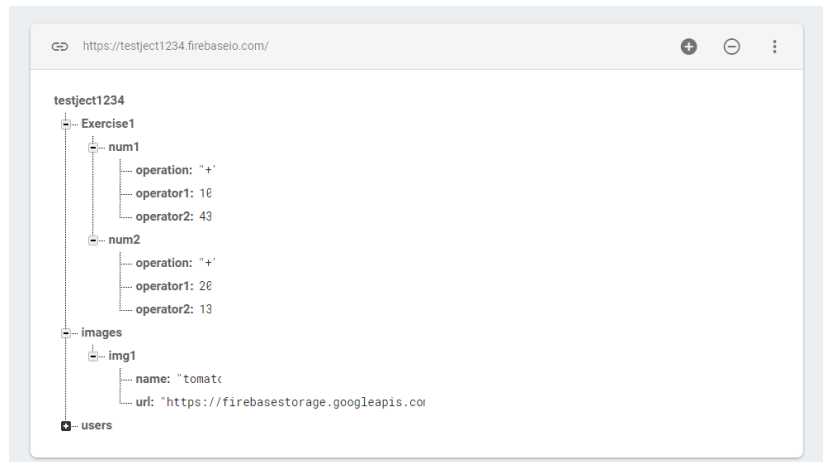 https://testject1234.firebaseio.com/
testject1234
Exercise1
num1
operation: "+"
operator1: 10
operator2: 43
num2
operation: "+"
operator1: 20
operator2: 13
images
img1
name: "tomato
url: "https://firebasestorage.googleapis.com
users